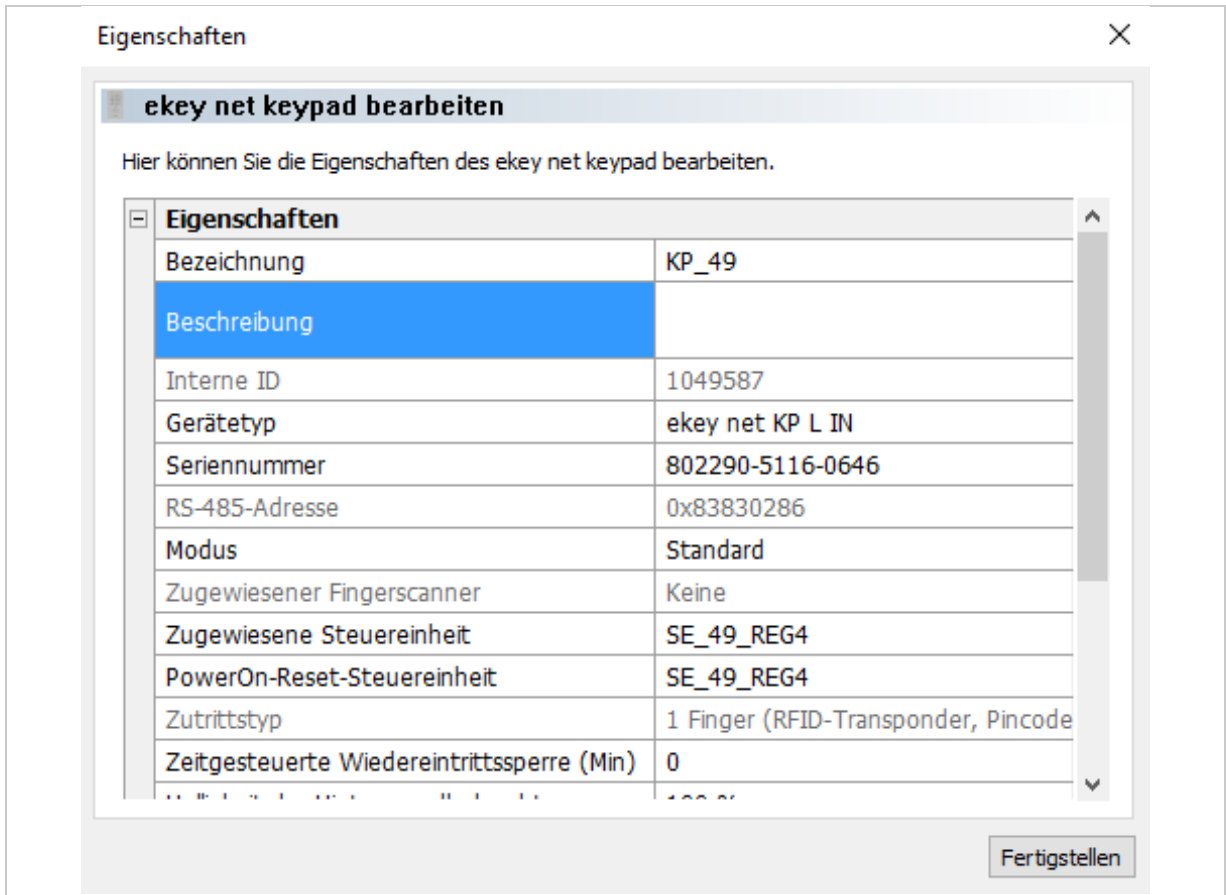 Eigenschaften
ekey net keypad bearbeiten
Hier können Sie die Eigenschaften des ekey net keypad bearbeiten.
Eigenschaften
Bezeichnung KP_49
Beschreibung
Interne ID 1049587
Gerätetyp ekey net KP L IN
Seriennummer 802290-5116-0646
RS-485-Adresse 0x83830286
Modus Standard
Zugewiesener Fingerscanner Keine
Zugewiesene Steuereinheit SE_49_REG4
PowerOn-Reset-Steuereinheit SE_49_REG4
Zutrittstyp 1 Finger (RFID-Transponder, Pincode
Zeitgesteuerte Wiedereintrittssperre (Min) 0
Fertigstellen